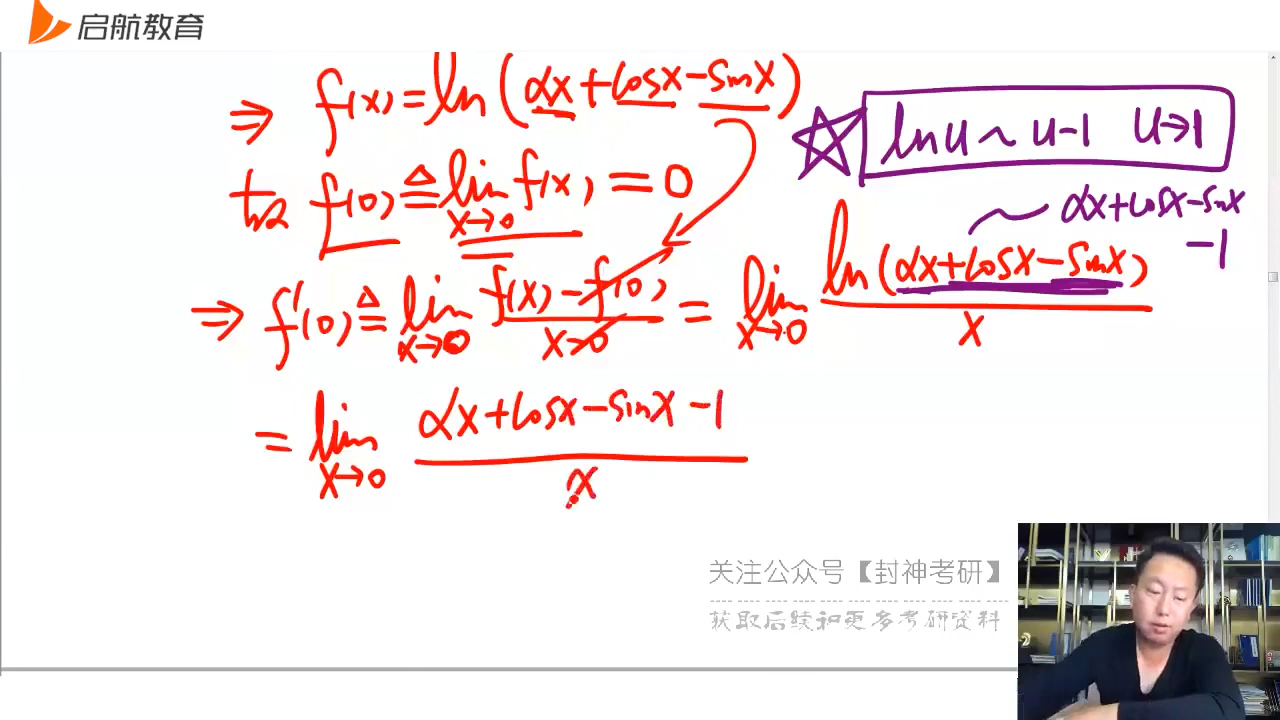 启航教育
⇒ f(x) = ln (αx + cosx − sinx)
f(0) ≜ lim_{x→0} f(x) = 0
☆ ln u ~ u−1 u→1
~ αx+cosx−sinx −1
⇒ f'(0) ≜ lim_{x→0} (f(x) − f(0))/(x−0) = lim_{x→0} ln(αx+cosx−sinx)/x
= lim_{x→0} (αx+cosx−sinx−1)/x
关注公众号【封神考研】
获取后续和更多考研资料